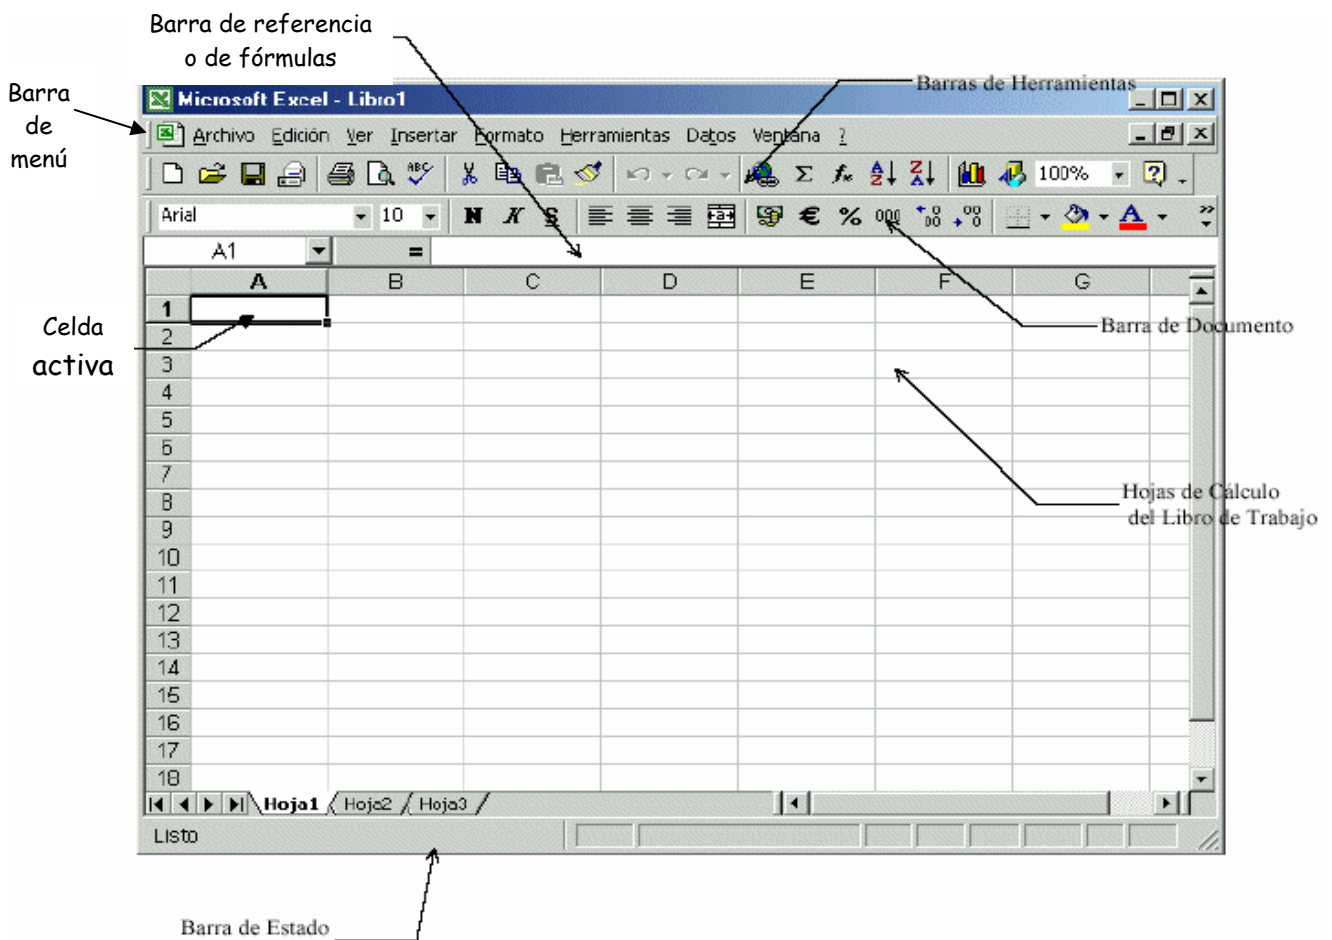 Barra de referencia
o de fórmulas
Barras de Herramientas
Barra
de
menú
Microsoft Excel - Libro1
Archivo Edición Ver Insertar Formato Herramientas Datos Ventana ?
ABC
Σ
A
Z
Z
A
100%
?
Arial
10
N K S
a
€
%
000
A
A1
=
A B C D E F G
1
2
3
4
5
6
7
8
9
10
11
12
13
14
15
16
17
18
Celda
activa
Barra de Documento
Hojas de Cálculo
del Libro de Trabajo
Hoja1 Hoja2 Hoja3
Listo
Barra de Estado